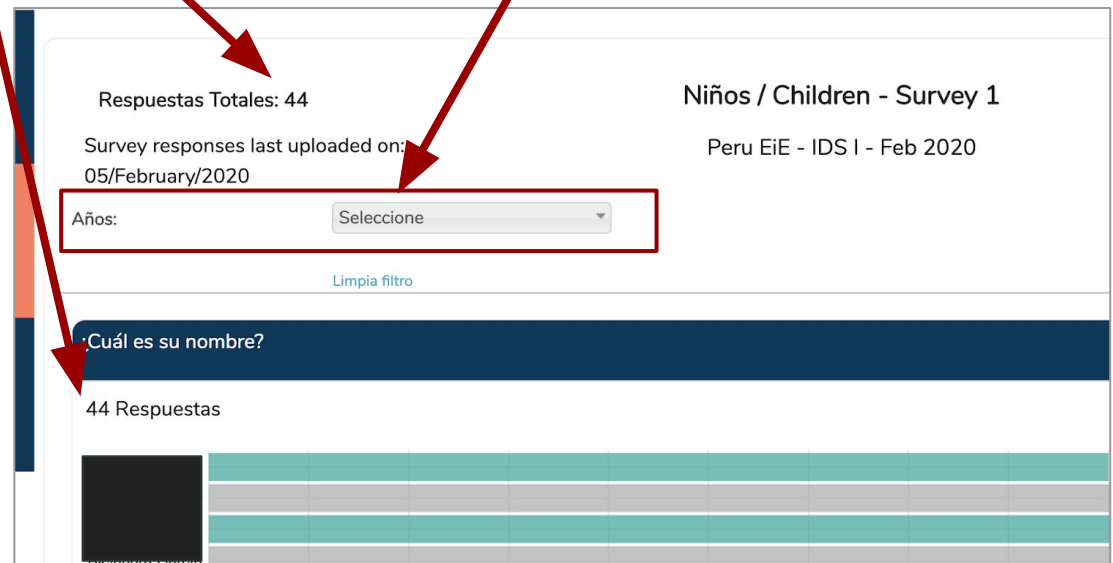 Respuestas Totales: 44
Niños / Children - Survey 1
Survey responses last uploaded on:
05/February/2020
Peru EiE - IDS I - Feb 2020
Años:
Seleccione
Limpia filtro
¿Cuál es su nombre?
44 Respuestas